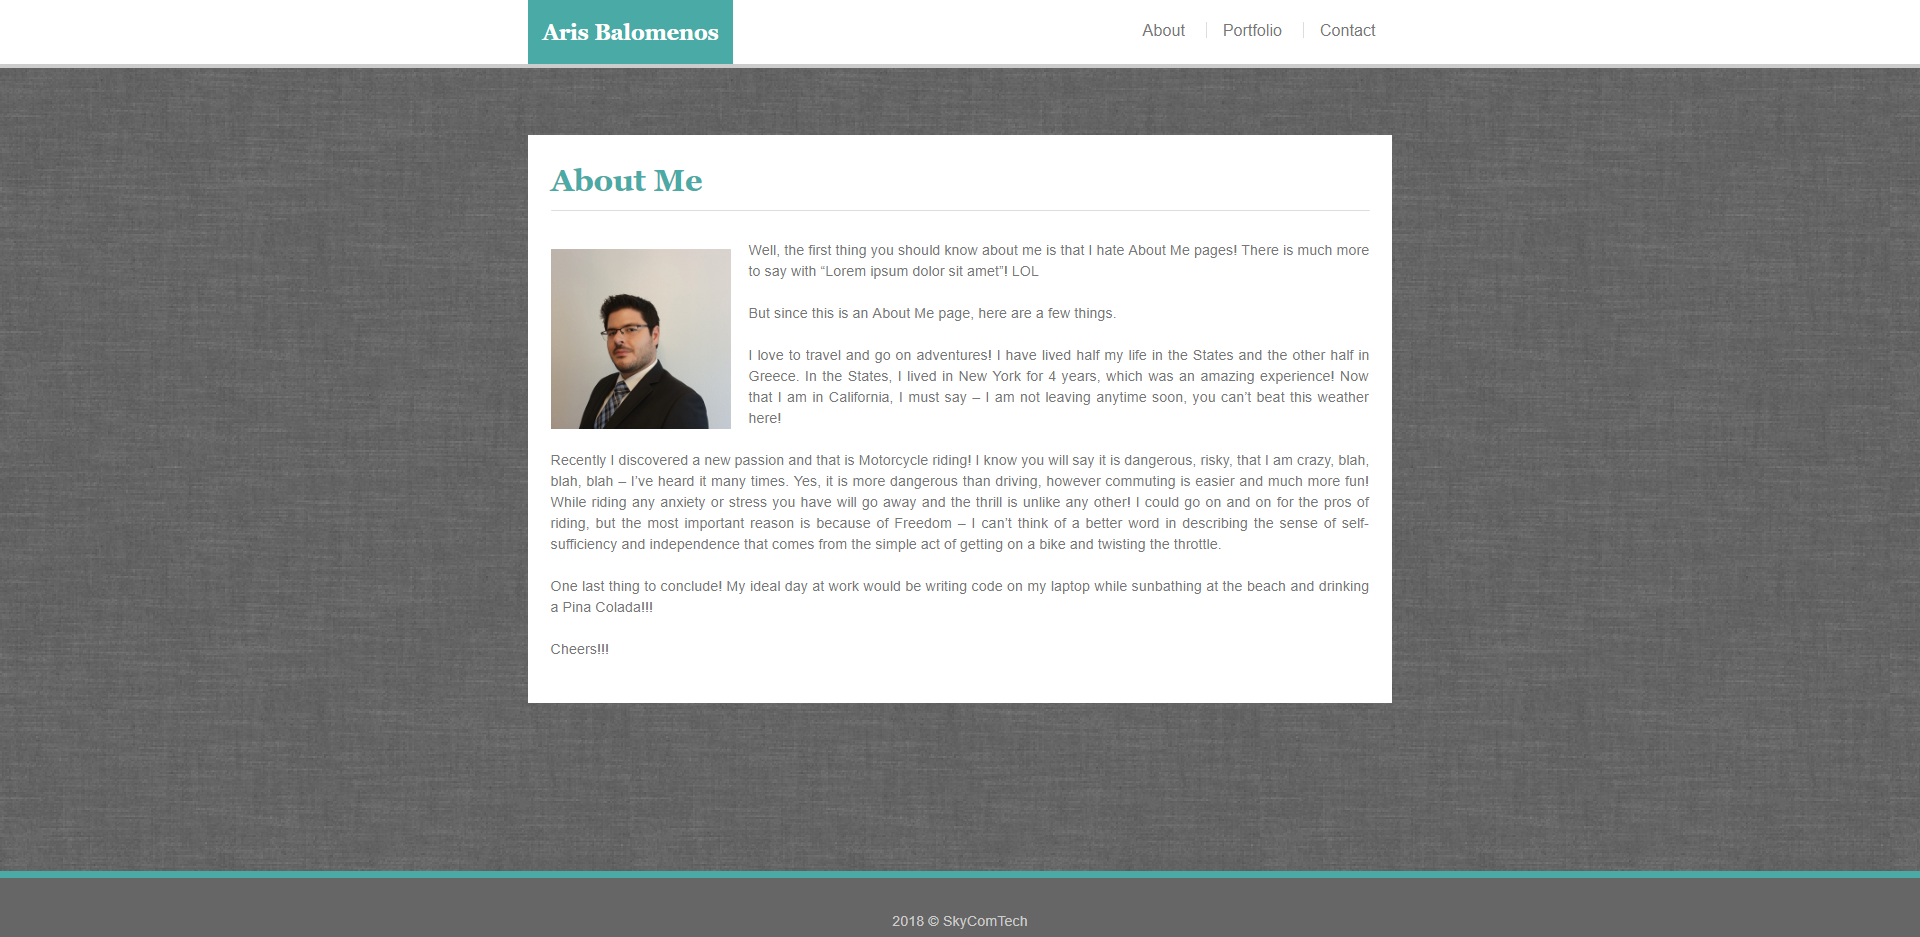 Aris Balomenos
About
Portfolio
Contact
About Me
Well, the first thing you should know about me is that I hate About Me pages! There is much more
to say with “Lorem ipsum dolor sit amet”! LOL
But since this is an About Me page, here are a few things.
I love to travel and go on adventures! I have lived half my life in the States and the other half in
Greece. In the States, I lived in New York for 4 years, which was an amazing experience! Now
that I am in California, I must say – I am not leaving anytime soon, you can’t beat this weather
here!
Recently I discovered a new passion and that is Motorcycle riding! I know you will say it is dangerous, risky, that I am crazy, blah,
blah, blah – I’ve heard it many times. Yes, it is more dangerous than driving, however commuting is easier and much more fun!
While riding any anxiety or stress you have will go away and the thrill is unlike any other! I could go on and on for the pros of
riding, but the most important reason is because of Freedom – I can’t think of a better word in describing the sense of self-
sufficiency and independence that comes from the simple act of getting on a bike and twisting the throttle.
One last thing to conclude! My ideal day at work would be writing code on my laptop while sunbathing at the beach and drinking
a Pina Colada!!!
Cheers!!!
2018 © SkyComTech